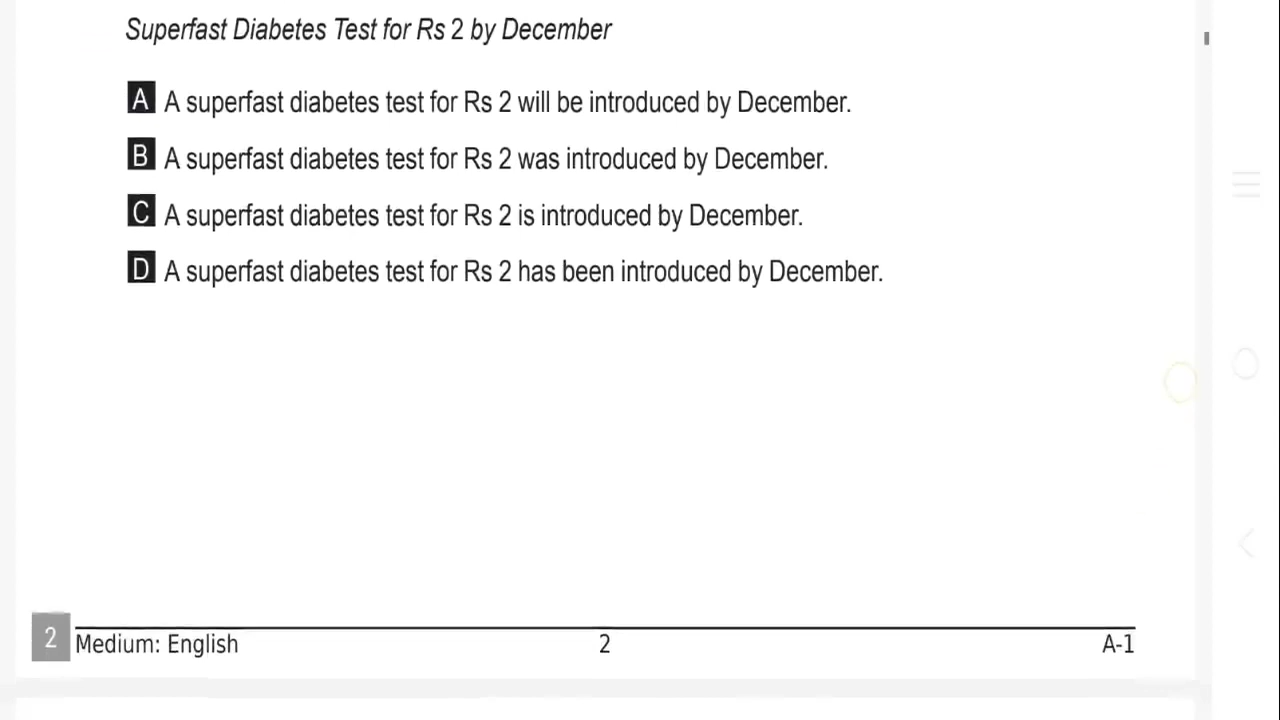 Superfast Diabetes Test for Rs 2 by December
A A superfast diabetes test for Rs 2 will be introduced by December.
B A superfast diabetes test for Rs 2 was introduced by December.
C A superfast diabetes test for Rs 2 is introduced by December.
D A superfast diabetes test for Rs 2 has been introduced by December.
2 Medium: English 2 A-1